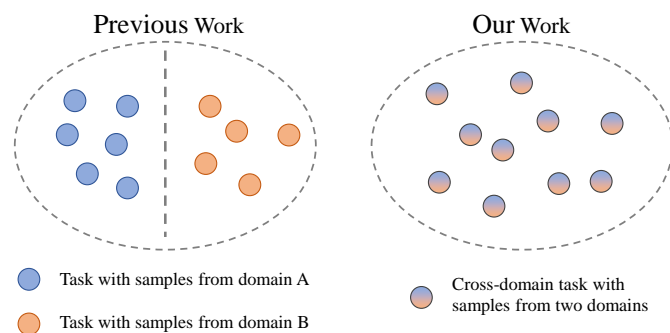 Previous Work
Our Work
Task with samples from domain A
Task with samples from domain B
Cross-domain task with
samples from two domains